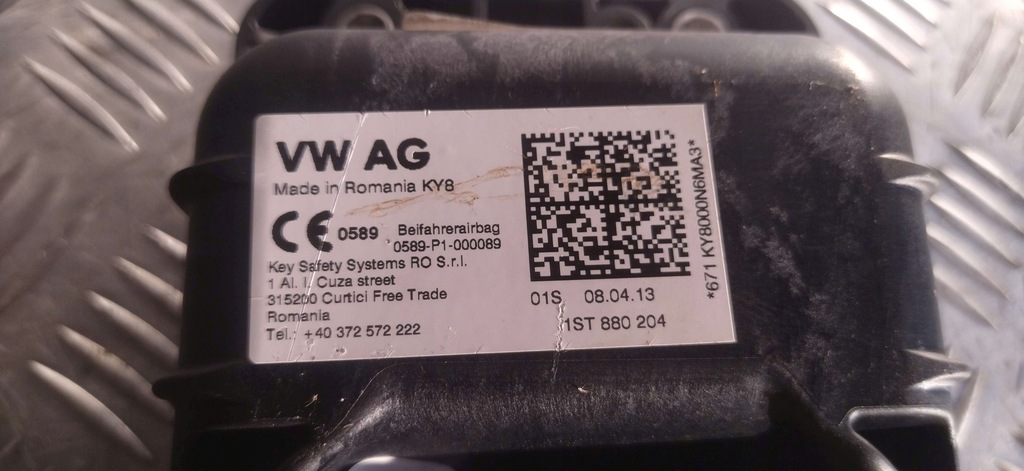 VW AG
Made in Romania KY8
CE 0589
Beifahrerairbag
0589-P1-000089
Key Safety Systems RO S.r.l.
1 Al. I. Cuza street
315200 Curtici Free Trade
Romania
Tel.: +40 372 572 222
01S 08.04.13
1ST 880 204
*671 KY8000N6MA3*